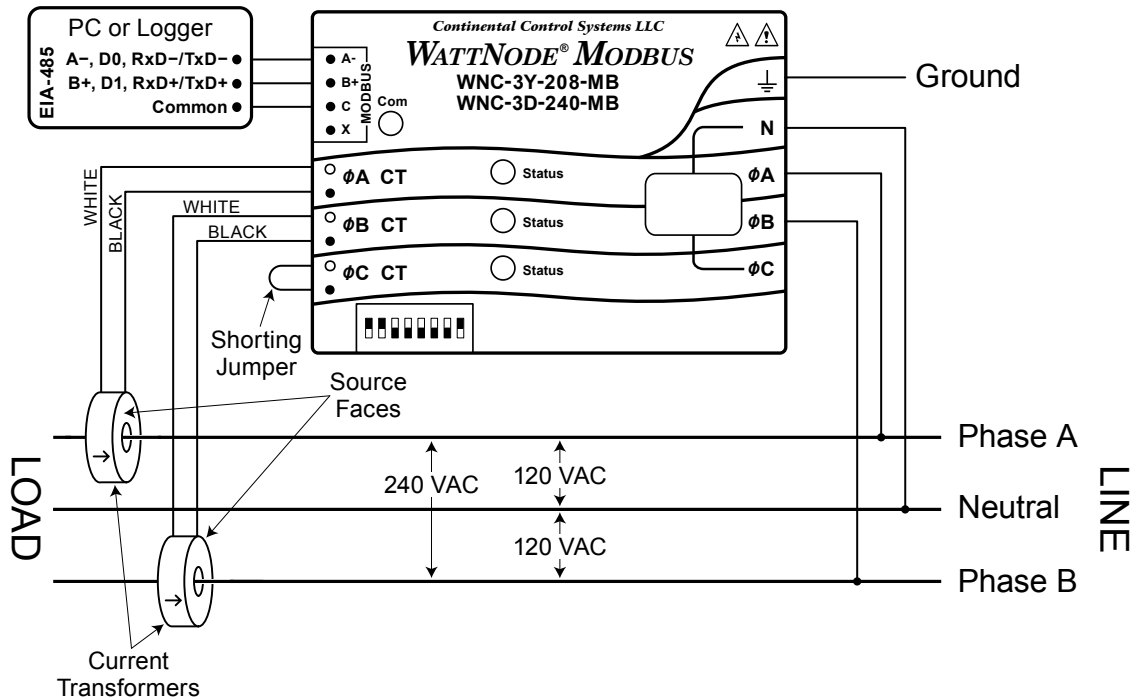 PC or Logger
EIA-485
A−, D0, RxD−/TxD−
B+, D1, RxD+/TxD+
Common
Continental Control Systems LLC
WATTNODE® MODBUS
WNC-3Y-208-MB
WNC-3D-240-MB
A-
B+
C
X
MODBUS
Com
Ground
N
ϕA CT
Status
ϕA
ϕB CT
Status
ϕB
ϕC CT
Status
ϕC
WHITE
BLACK
WHITE
BLACK
Shorting
Jumper
Source
Faces
LOAD
LINE
Phase A
240 VAC
120 VAC
Neutral
120 VAC
Phase B
Current
Transformers